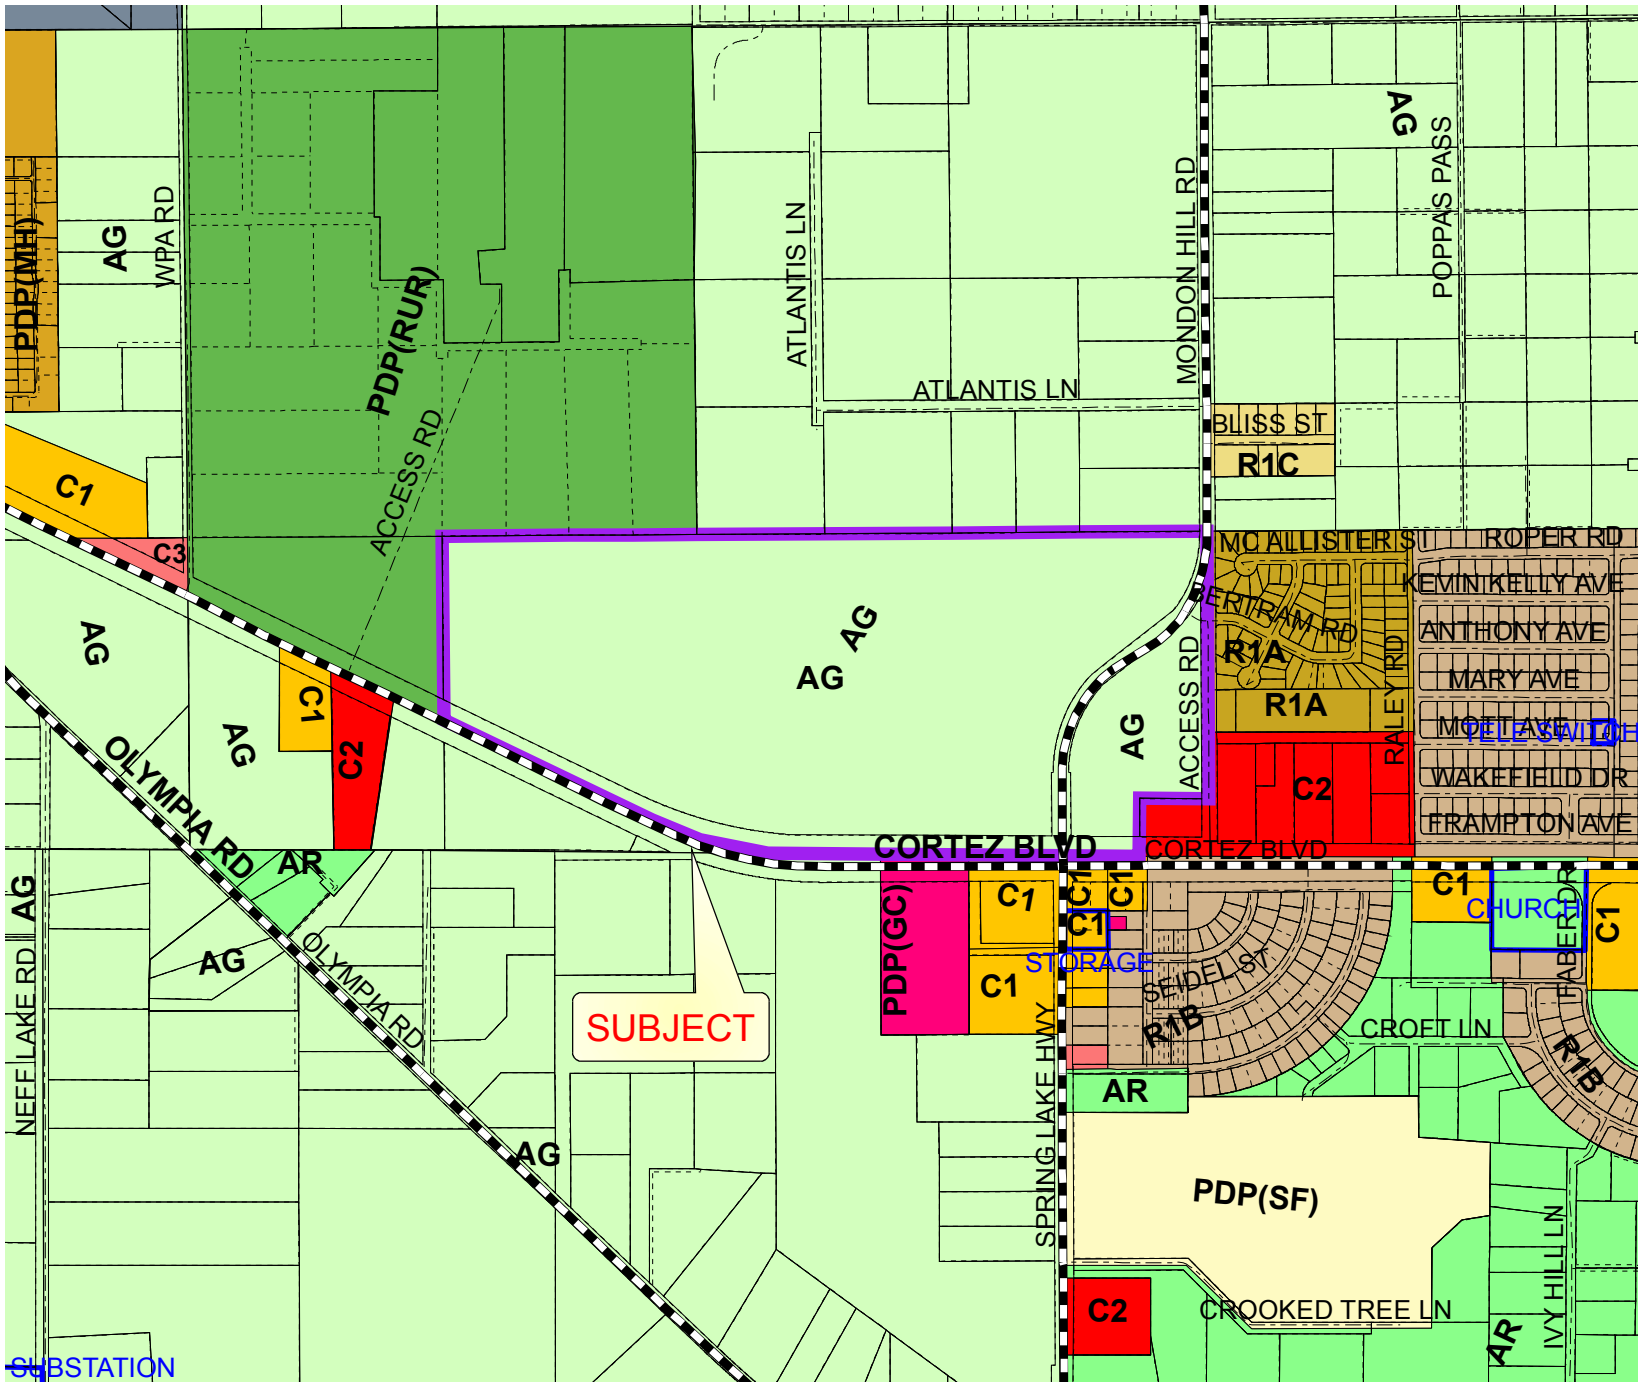 AG
POPPAS PASS
MONDON HILL RD
WPA RD
ATLANTIS LN
AG
PDP(MH)
PDP(RUR)
ATLANTIS LN
BLISS ST
R1C
ACCESS RD
C1
C3
MC ALLISTER ST
ROPER RD
KEVIN KELLY AVE
BERTRAM RD
AG
AG
AG
ANTHONY AVE
R1A
ACCESS RD
RALEY RD
AG
MARY AVE
C1
R1A
AG
AG
MOTT AVE
TELE SWITCH
C2
WAKEFIELD DR
C2
OLYMPIA RD
FRAMPTON AVE
CORTEZ BLVD
CORTEZ BLVD
AR
AG
C1
C1
C1
C1
C1
PDP(GC)
C1
CHURCH
FABER DR
C1
AG
OLYMPIA RD
STORAGE
SEIDEL ST
C1
NEFF LAKE RD
SUBJECT
R1B
CROFT LN
SPRING LAKE HWY
R1B
AR
AG
PDP(SF)
IVY HILL LN
C2
CROOKED TREE LN
AR
SUBSTATION